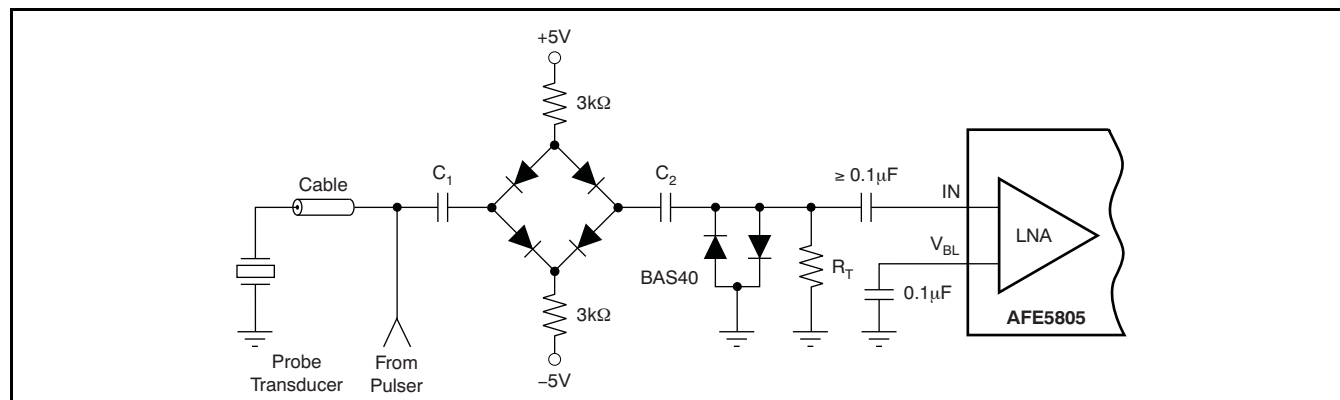 +5V
3kΩ
C1
C2
Cable
≥ 0.1μF
IN
LNA
VBL
BAS40
RT
0.1μF
AFE5805
3kΩ
–5V
Probe
Transducer
From
Pulser